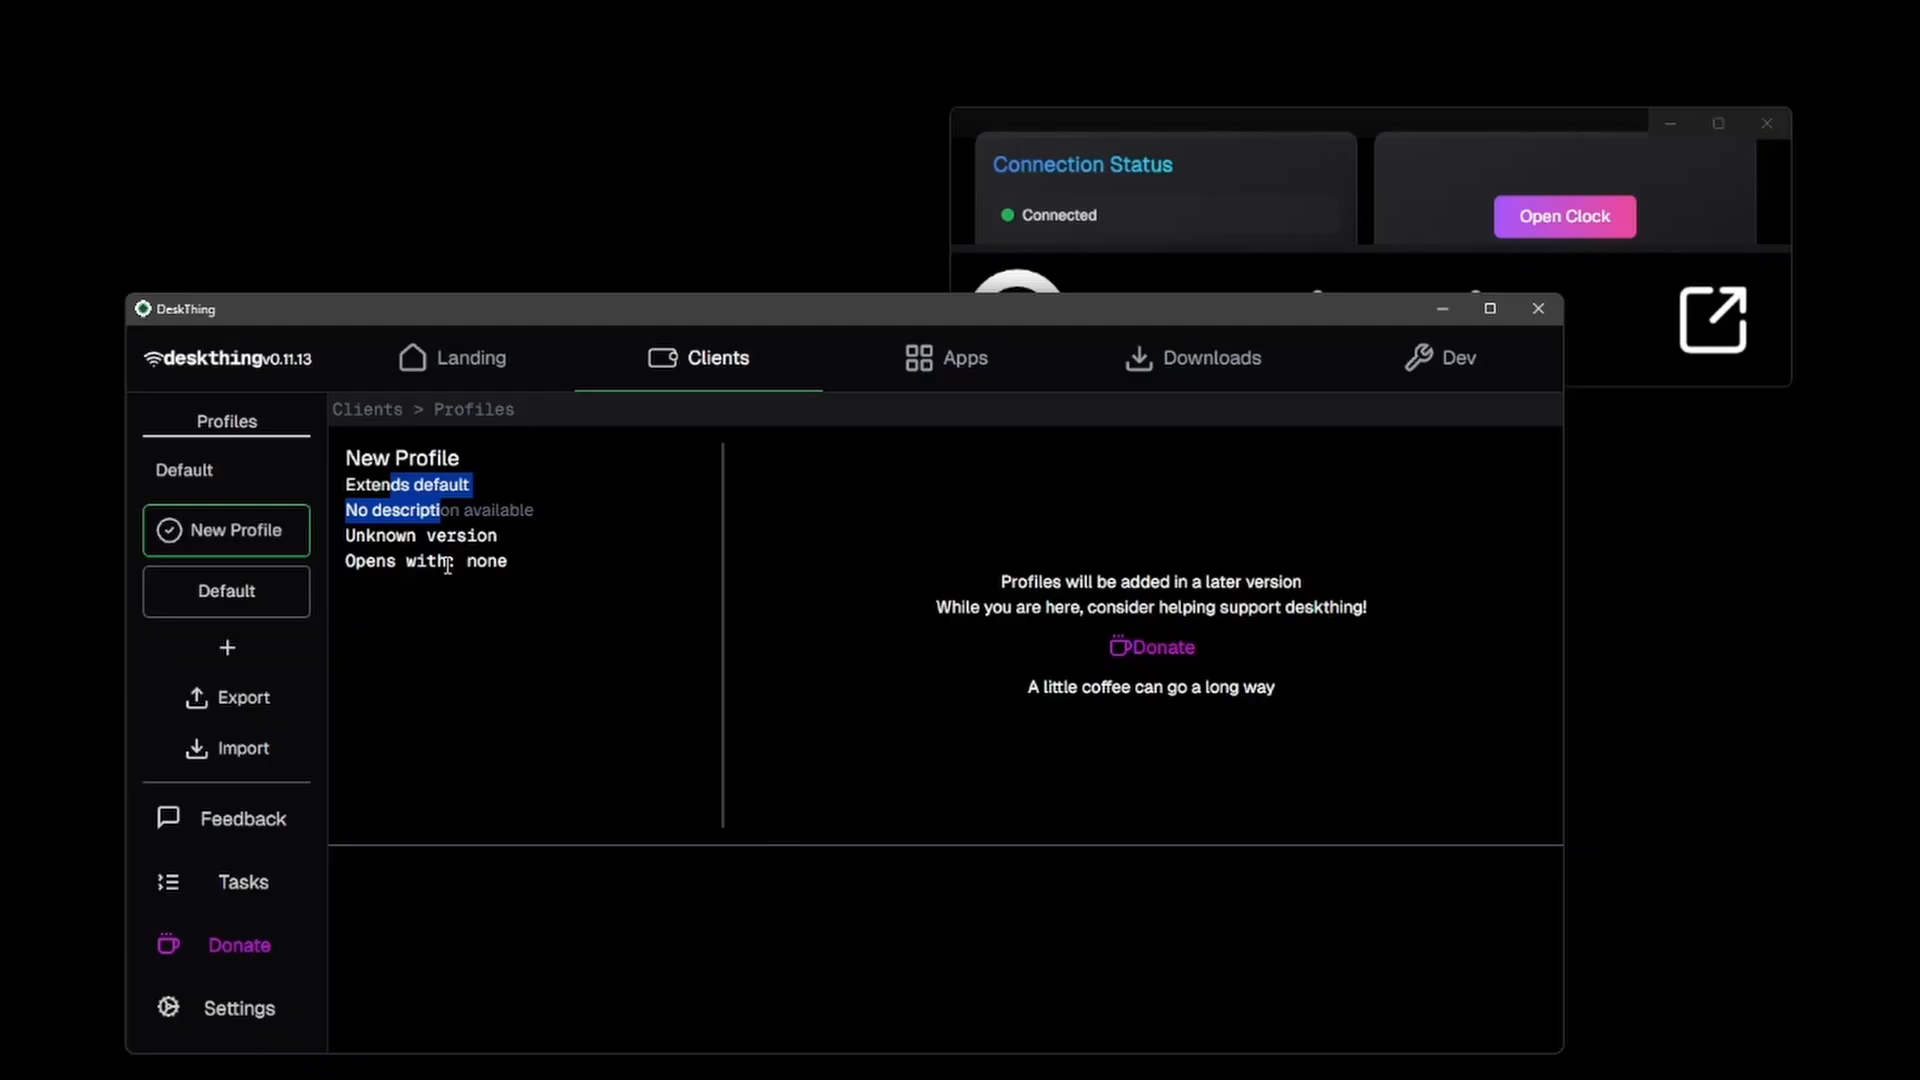 Connection Status
Connected
Open Clock
DeskThing
deskthingv0.11.13
Landing
Clients
Apps
Downloads
Dev
Profiles
Default
New Profile
Default
+
Export
Import
Feedback
Tasks
Donate
Settings
Clients > Profiles
New Profile
Extends default
No description available
Unknown version
Opens with: none
Profiles will be added in a later version
While you are here, consider helping support deskthing!
Donate
A little coffee can go a long way